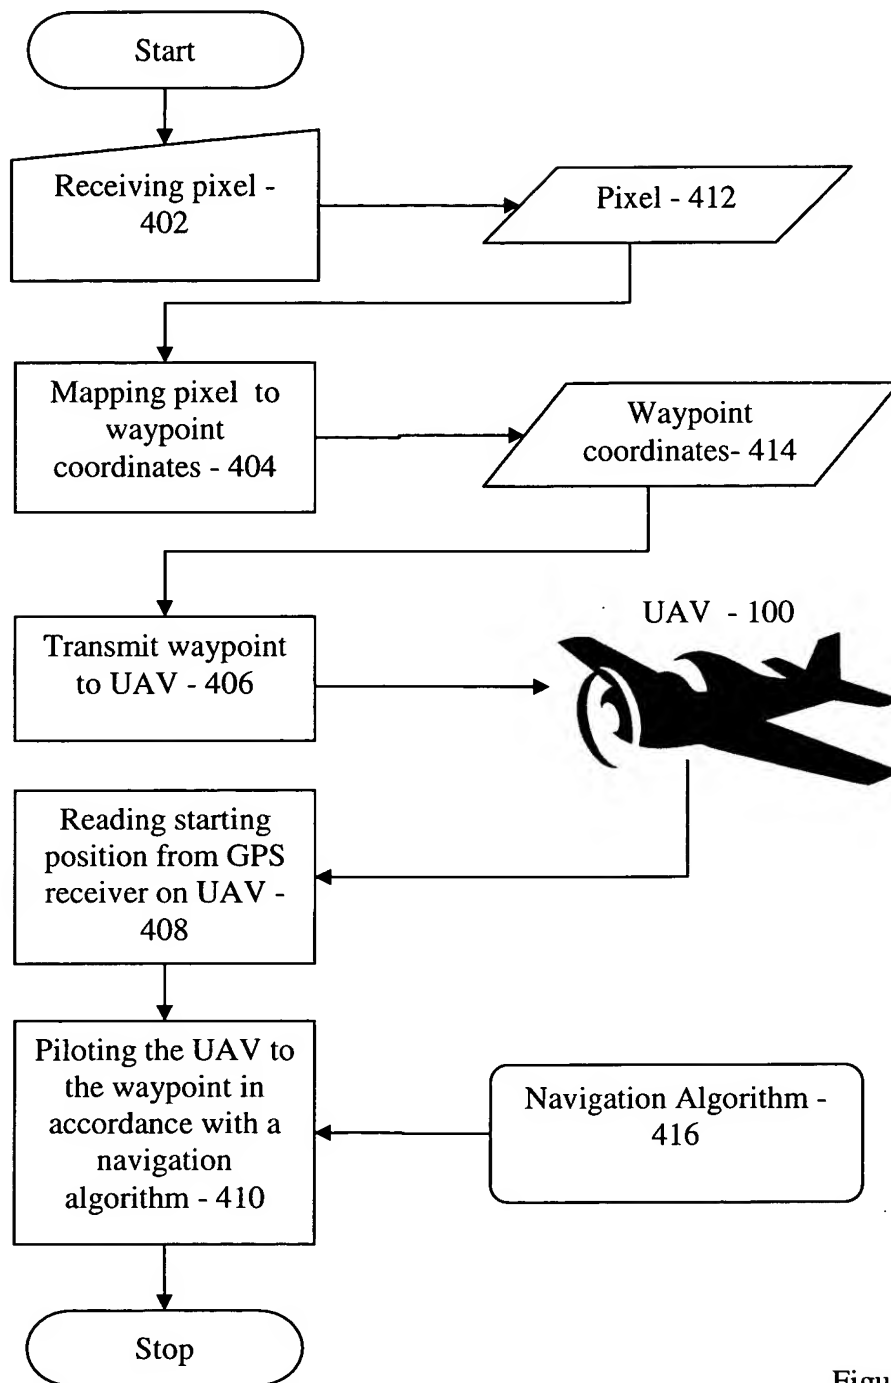 Start
Receiving pixel -
402
Pixel - 412
Mapping pixel to
waypoint
coordinates - 404
Waypoint
coordinates- 414
UAV - 100
Transmit waypoint
to UAV - 406
Reading starting
position from GPS
receiver on UAV -
408
Piloting the UAV to
the waypoint in
accordance with a
navigation
algorithm - 410
Navigation Algorithm -
416
Stop
Figu